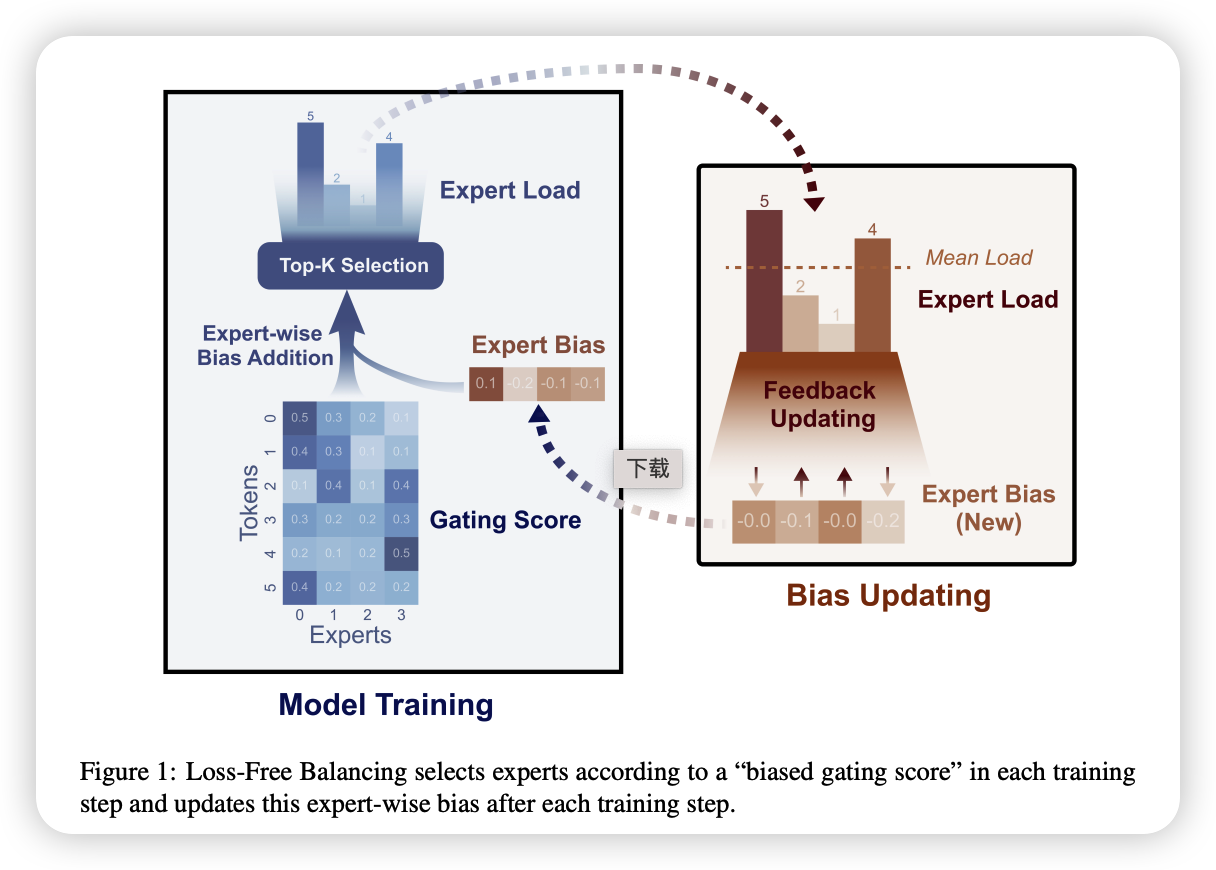 5
2
1
4
Expert Load
Top-K Selection
Expert-wise
Bias Addition
Expert Bias
0.1 -0.2 -0.1 -0.1
0 0.5 0.3 0.2 0.1
1 0.4 0.3 0.1 0.1
2 0.1 0.4 0.1 0.4
3 0.3 0.2 0.2 0.3
4 0.2 0.1 0.2 0.5
5 0.4 0.2 0.2 0.2
0 1 2 3
Tokens
Experts
Gating Score
Model Training
下载
5
2
1
4
Mean Load
Expert Load
Feedback
Updating
-0.0 -0.1 -0.0 -0.2
Expert Bias
(New)
Bias Updating
Figure 1: Loss-Free Balancing selects experts according to a “biased gating score” in each training
step and updates this expert-wise bias after each training step.